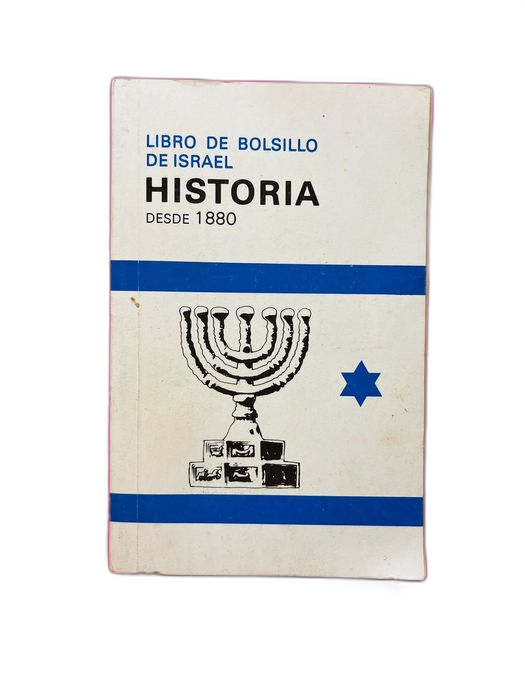 LIBRO DE BOLSILLO
DE ISRAEL
HISTORIA
DESDE 1880